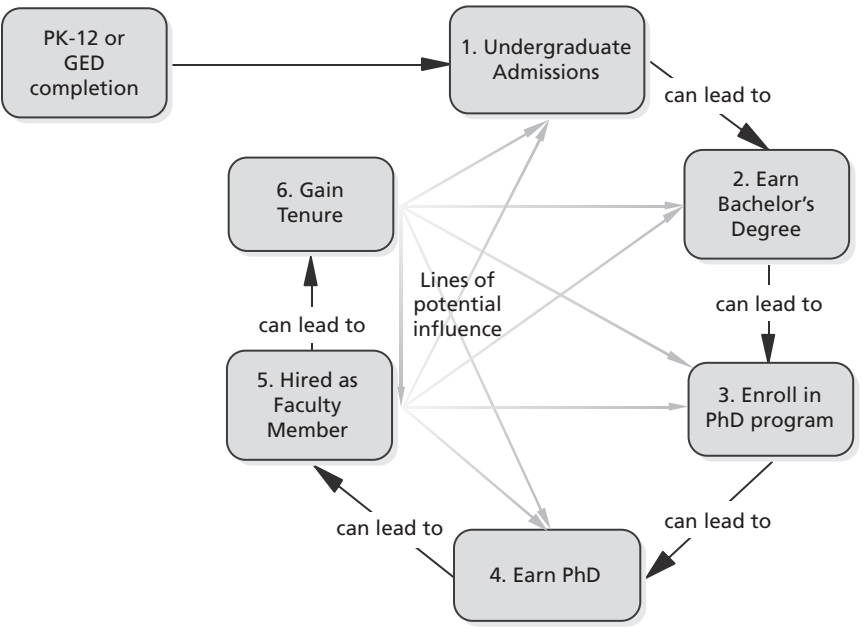 PK-12 or
GED
completion
1. Undergraduate
Admissions
can lead to
2. Earn
Bachelor’s
Degree
can lead to
3. Enroll in
PhD program
can lead to
4. Earn PhD
can lead to
5. Hired as
Faculty
Member
can lead to
6. Gain
Tenure
Lines of
potential
influence